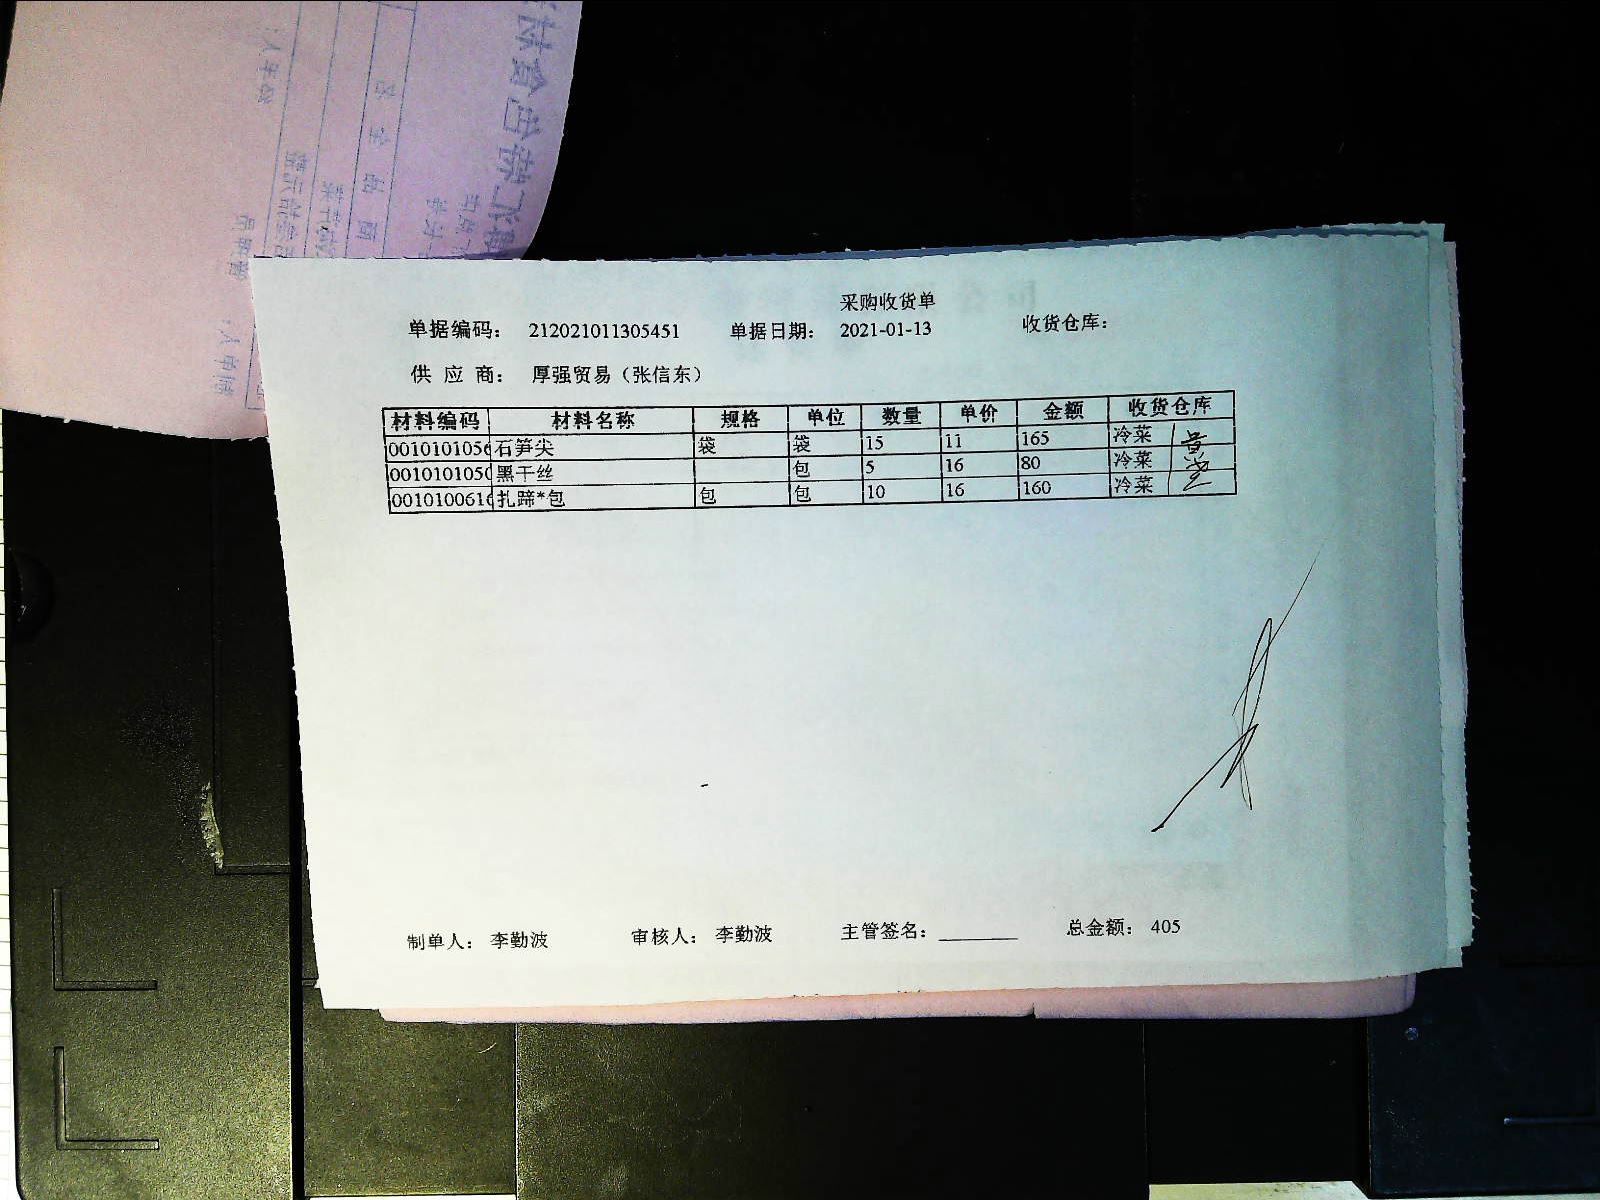 采购收货单
单据编码： 212021011305451 单据日期： 2021-01-13 收货仓库：
供 应 商： 厚强贸易（张信东）
材料编码 材料名称 规格 单位 数量 单价 金额 收货仓库
0010101056 石笋尖 袋 袋 15 11 165 冷菜
001010105 黑干丝 包 5 16 80 冷菜
001010061 扎蹄*包 包 包 10 16 160 冷菜
制单人： 李勤波 审核人： 李勤波 主管签名： 总金额： 405